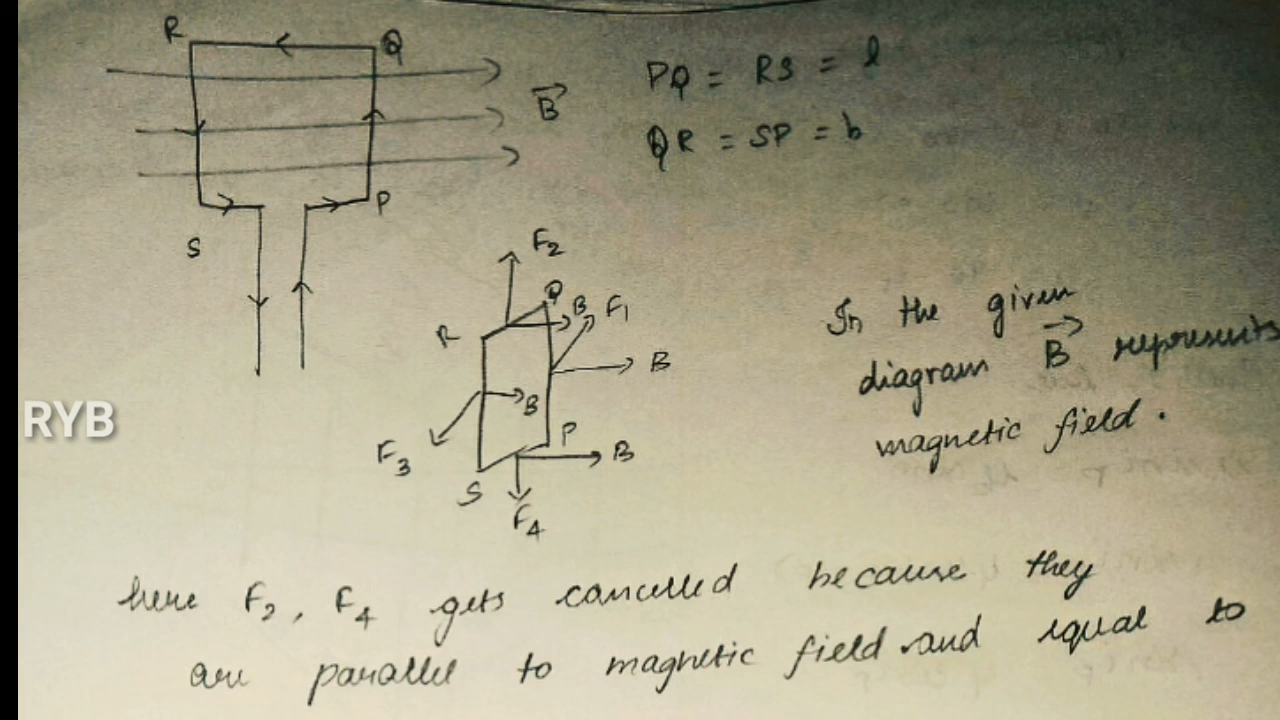 R Q
B
PQ = RS = l
QR = SP = b
P
S
F2
Q
B
F1
R
B
B
F3
P
B
S
F4
In the given
diagram B represents
magnetic field.
RYB
here F2, F4 gets cancelled because they
are parallel to magnetic field and equal to